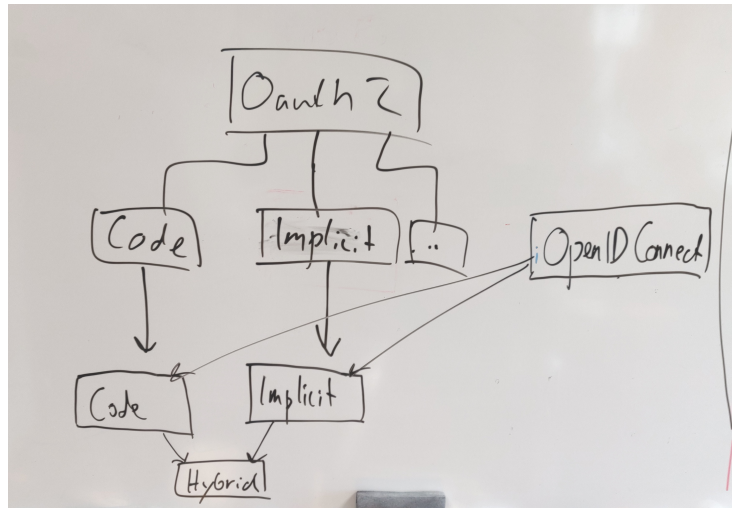 Oauth 2
Code
Implicit
...
OpenID Connect
Code
Implicit
Hybrid